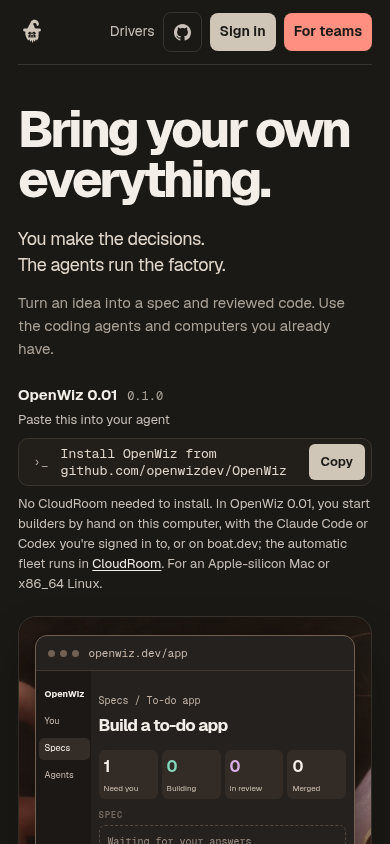 Drivers
Sign in
For teams
Bring your own
everything.
You make the decisions.
The agents run the factory.
Turn an idea into a spec and reviewed code. Use
the coding agents and computers you already
have.
OpenWiz 0.01 0.1.0
Paste this into your agent
›_ Install OpenWiz from
github.com/openwizdev/OpenWiz
Copy
No CloudRoom needed to install. In OpenWiz 0.01, you start
builders by hand on this computer, with the Claude Code or
Codex you're signed in to, or on boat.dev; the automatic
fleet runs in CloudRoom. For an Apple-silicon Mac or
x86_64 Linux.
openwiz.dev/app
OpenWiz
You
Specs
Agents
Specs / To-do app
Build a to-do app
1
Need you
0
Building
0
In review
0
Merged
SPEC
Waiting for your answers